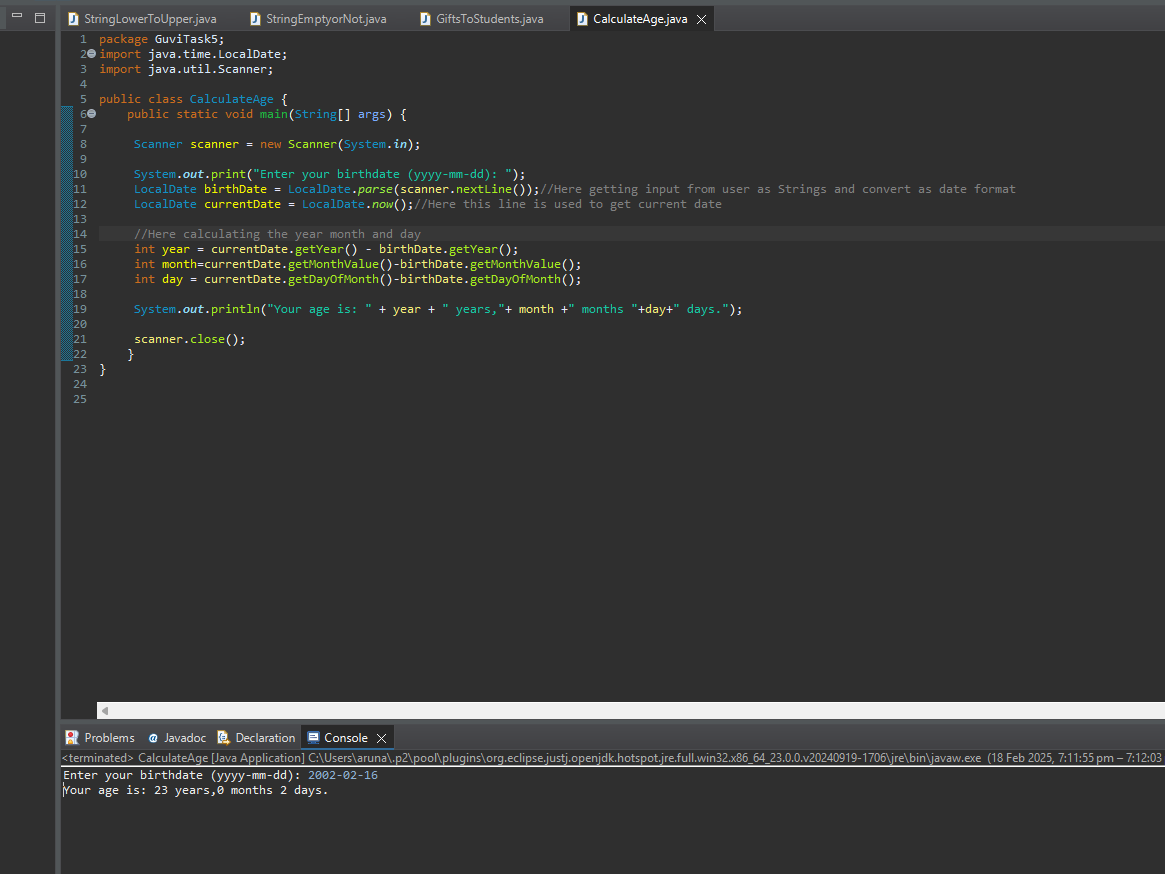 StringLowerToUpper.java StringEmptyorNot.java GiftsToStudents.java CalculateAge.java
1 package GuviTask5;
2 import java.time.LocalDate;
3 import java.util.Scanner;
4
5 public class CalculateAge {
6 public static void main(String[] args) {
7
8 Scanner scanner = new Scanner(System.in);
9
10 System.out.print("Enter your birthdate (yyyy-mm-dd): ");
11 LocalDate birthDate = LocalDate.parse(scanner.nextLine());//Here getting input from user as Strings and convert as date format
12 LocalDate currentDate = LocalDate.now();//Here this line is used to get current date
13
14 //Here calculating the year month and day
15 int year = currentDate.getYear() - birthDate.getYear();
16 int month=currentDate.getMonthValue()-birthDate.getMonthValue();
17 int day = currentDate.getDayOfMonth()-birthDate.getDayOfMonth();
18
19 System.out.println("Your age is: " + year + " years,"+ month +" months "+day+" days.");
20
21 scanner.close();
22 }
23 }
24
25
Problems Javadoc Declaration Console
<terminated> CalculateAge [Java Application] C:\Users\aruna\.p2\pool\plugins\org.eclipse.justj.openjdk.hotspot.jre.full.win32.x86_64_23.0.0.v20240919-1706\jre\bin\javaw.exe (18 Feb 2025, 7:11:55 pm – 7:12:03
Enter your birthdate (yyyy-mm-dd): 2002-02-16
Your age is: 23 years,0 months 2 days.